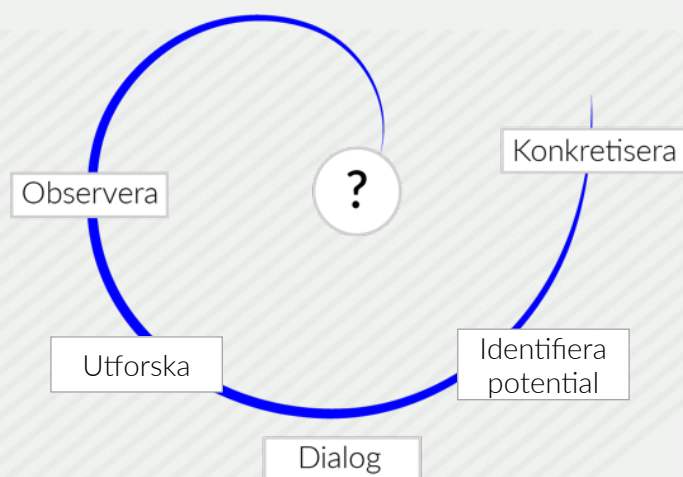 ?
Observera
Utforska
Dialog
Identifiera
potential
Konkretisera